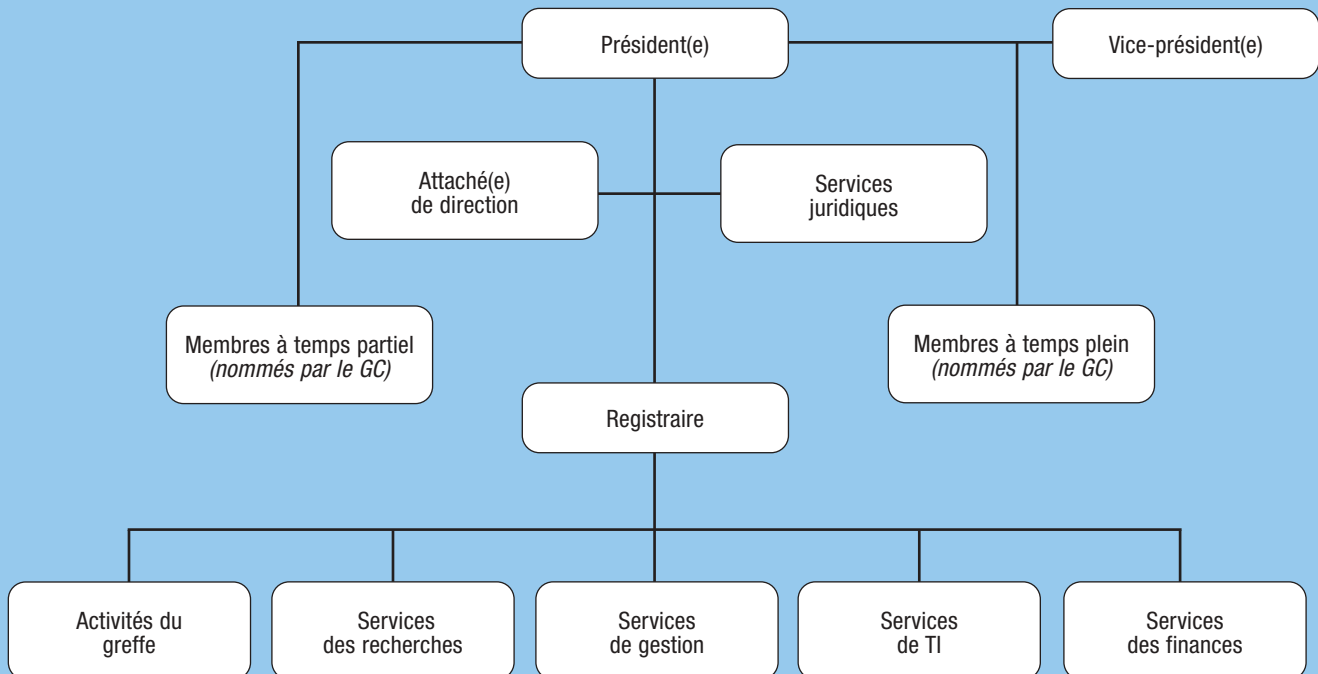 Président(e)
Vice-président(e)
Attaché(e)
de direction
Services
juridiques
Membres à temps partiel
(nommés par le GC)
Membres à temps plein
(nommés par le GC)
Registraire
Activités du
greffe
Services
des recherches
Services
de gestion
Services
de TI
Services
des finances